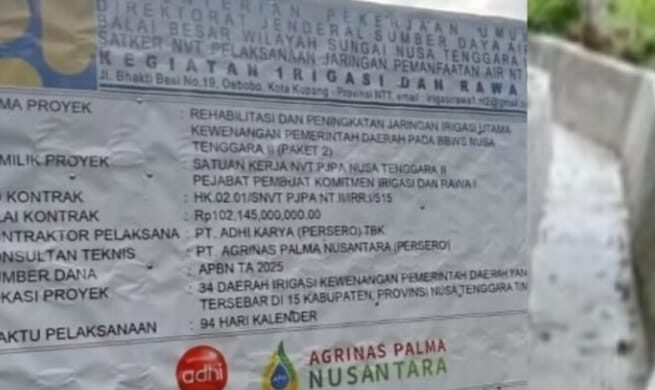 TERIAN PEKERJAAN UMU
DIREKTORAT JENDERAL SUMBER DAYA AIR
BALAI BESAR WILAYAH SUNGAI NUSA TENGGARA
SATKER NVT PELAKSANAAN JARINGAN PEMANFAATAN AIR NT
KEGIATAN IRIGASI DAN RAWA
Jl. Bhakti Besi No.19, Oebobo, Kota Kupang - Provinsi NTT, email
MA PROYEK : REHABILITASI DAN PENINGKATAN JARINGAN IRIGASI UTAMA
KEWENANGAN PEMERINTAH DAERAH PADA BBWS NUSA
TENGGARA II (PAKET 2)
MILIK PROYEK : SATUAN KERJA NVT PJPA NUSA TENGGARA II
PEJABAT PEMBUAT KOMITMEN IRIGASI DAN RAWA I
O KONTRAK : HK.02.01/SNVT PJPA NT.II/IRR.I/515
LAI KONTRAK : Rp102,145,000,000.00
ONTRAKTOR PELAKSANA : PT. ADHI KARYA (PERSERO) TBK
ONSULTAN TEKNIS : PT. AGRINAS PALMA NUSANTARA (PERSERO)
UMBER DANA : APBN TA 2025
OKASI PROYEK : 34 DAERAH IRIGASI KEWENANGAN PEMERINTAH DAERAH YAN
TERSEBAR DI 15 KABUPATEN, PROVINSI NUSA TENGGARA TIM
AKTU PELAKSANAAN : 94 HARI KALENDER
adhi
AGRINAS PALMA
NUSANTARA